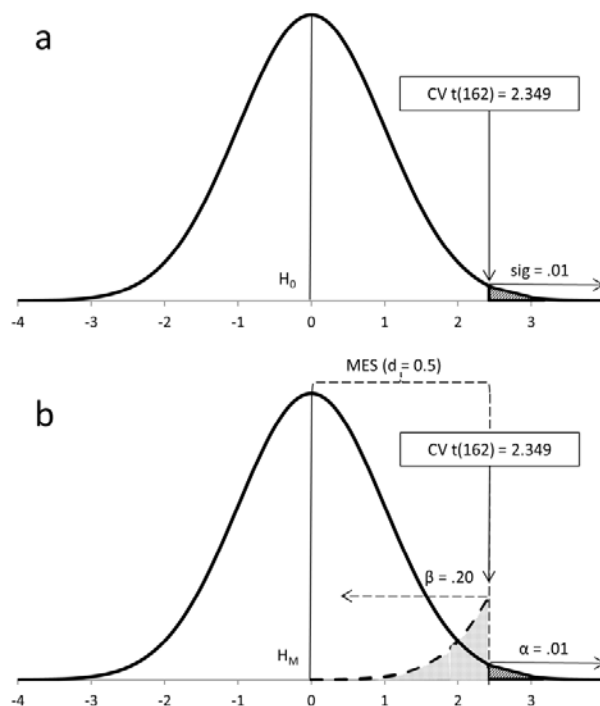 a
CV t(162) = 2.349
sig = .01
H₀
-4 -3 -2 -1 0 1 2 3
MES (d = 0.5)
b
CV t(162) = 2.349
β = .20
α = .01
Hᴍ
-4 -3 -2 -1 0 1 2 3